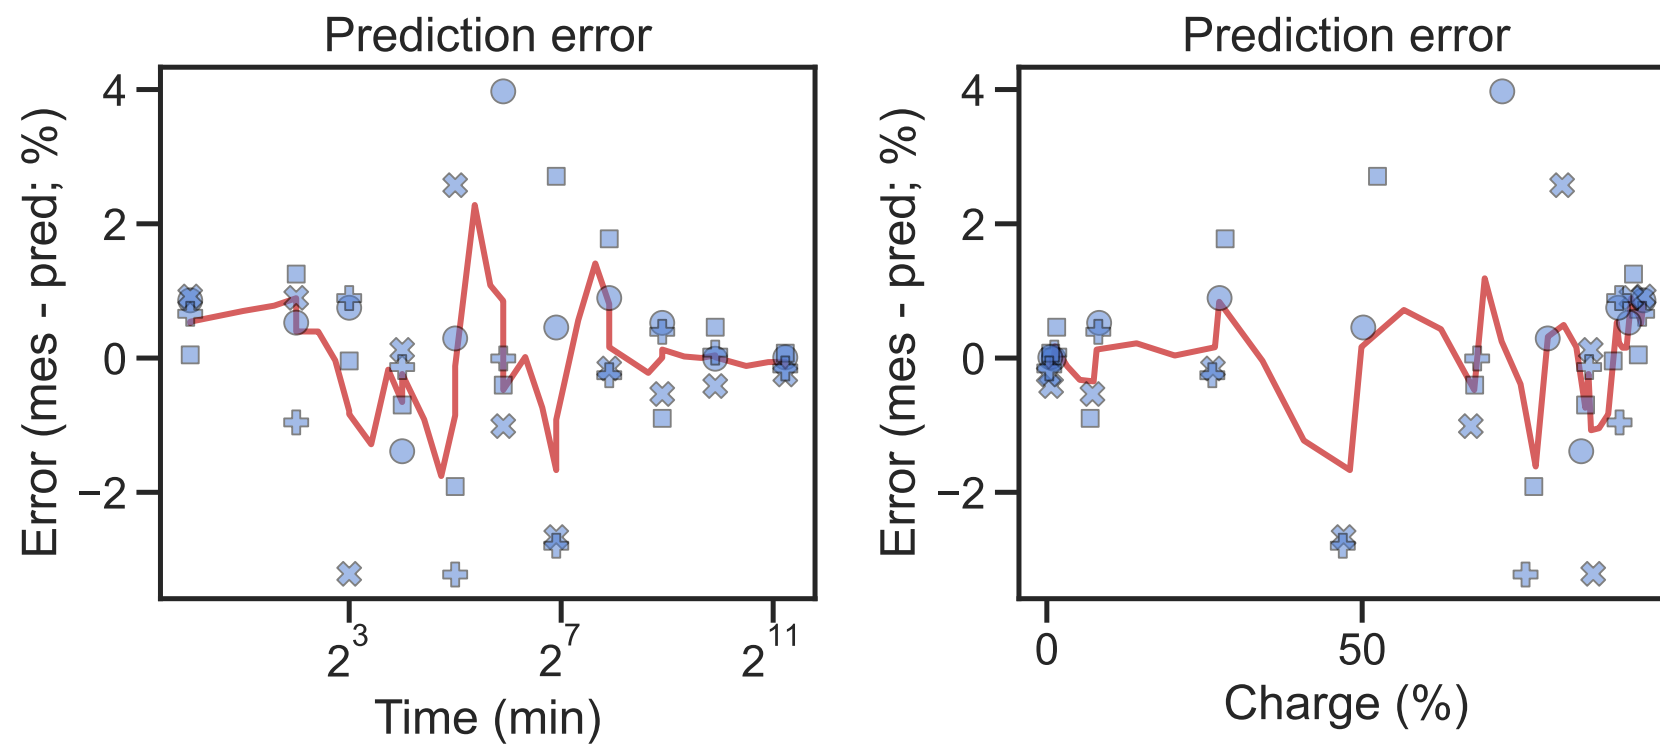 Prediction error
Error (mes - pred; %)
4
2
0
−2
2^3
2^7
2^11
Time (min)
Prediction error
Error (mes - pred; %)
4
2
0
−2
0
50
Charge (%)